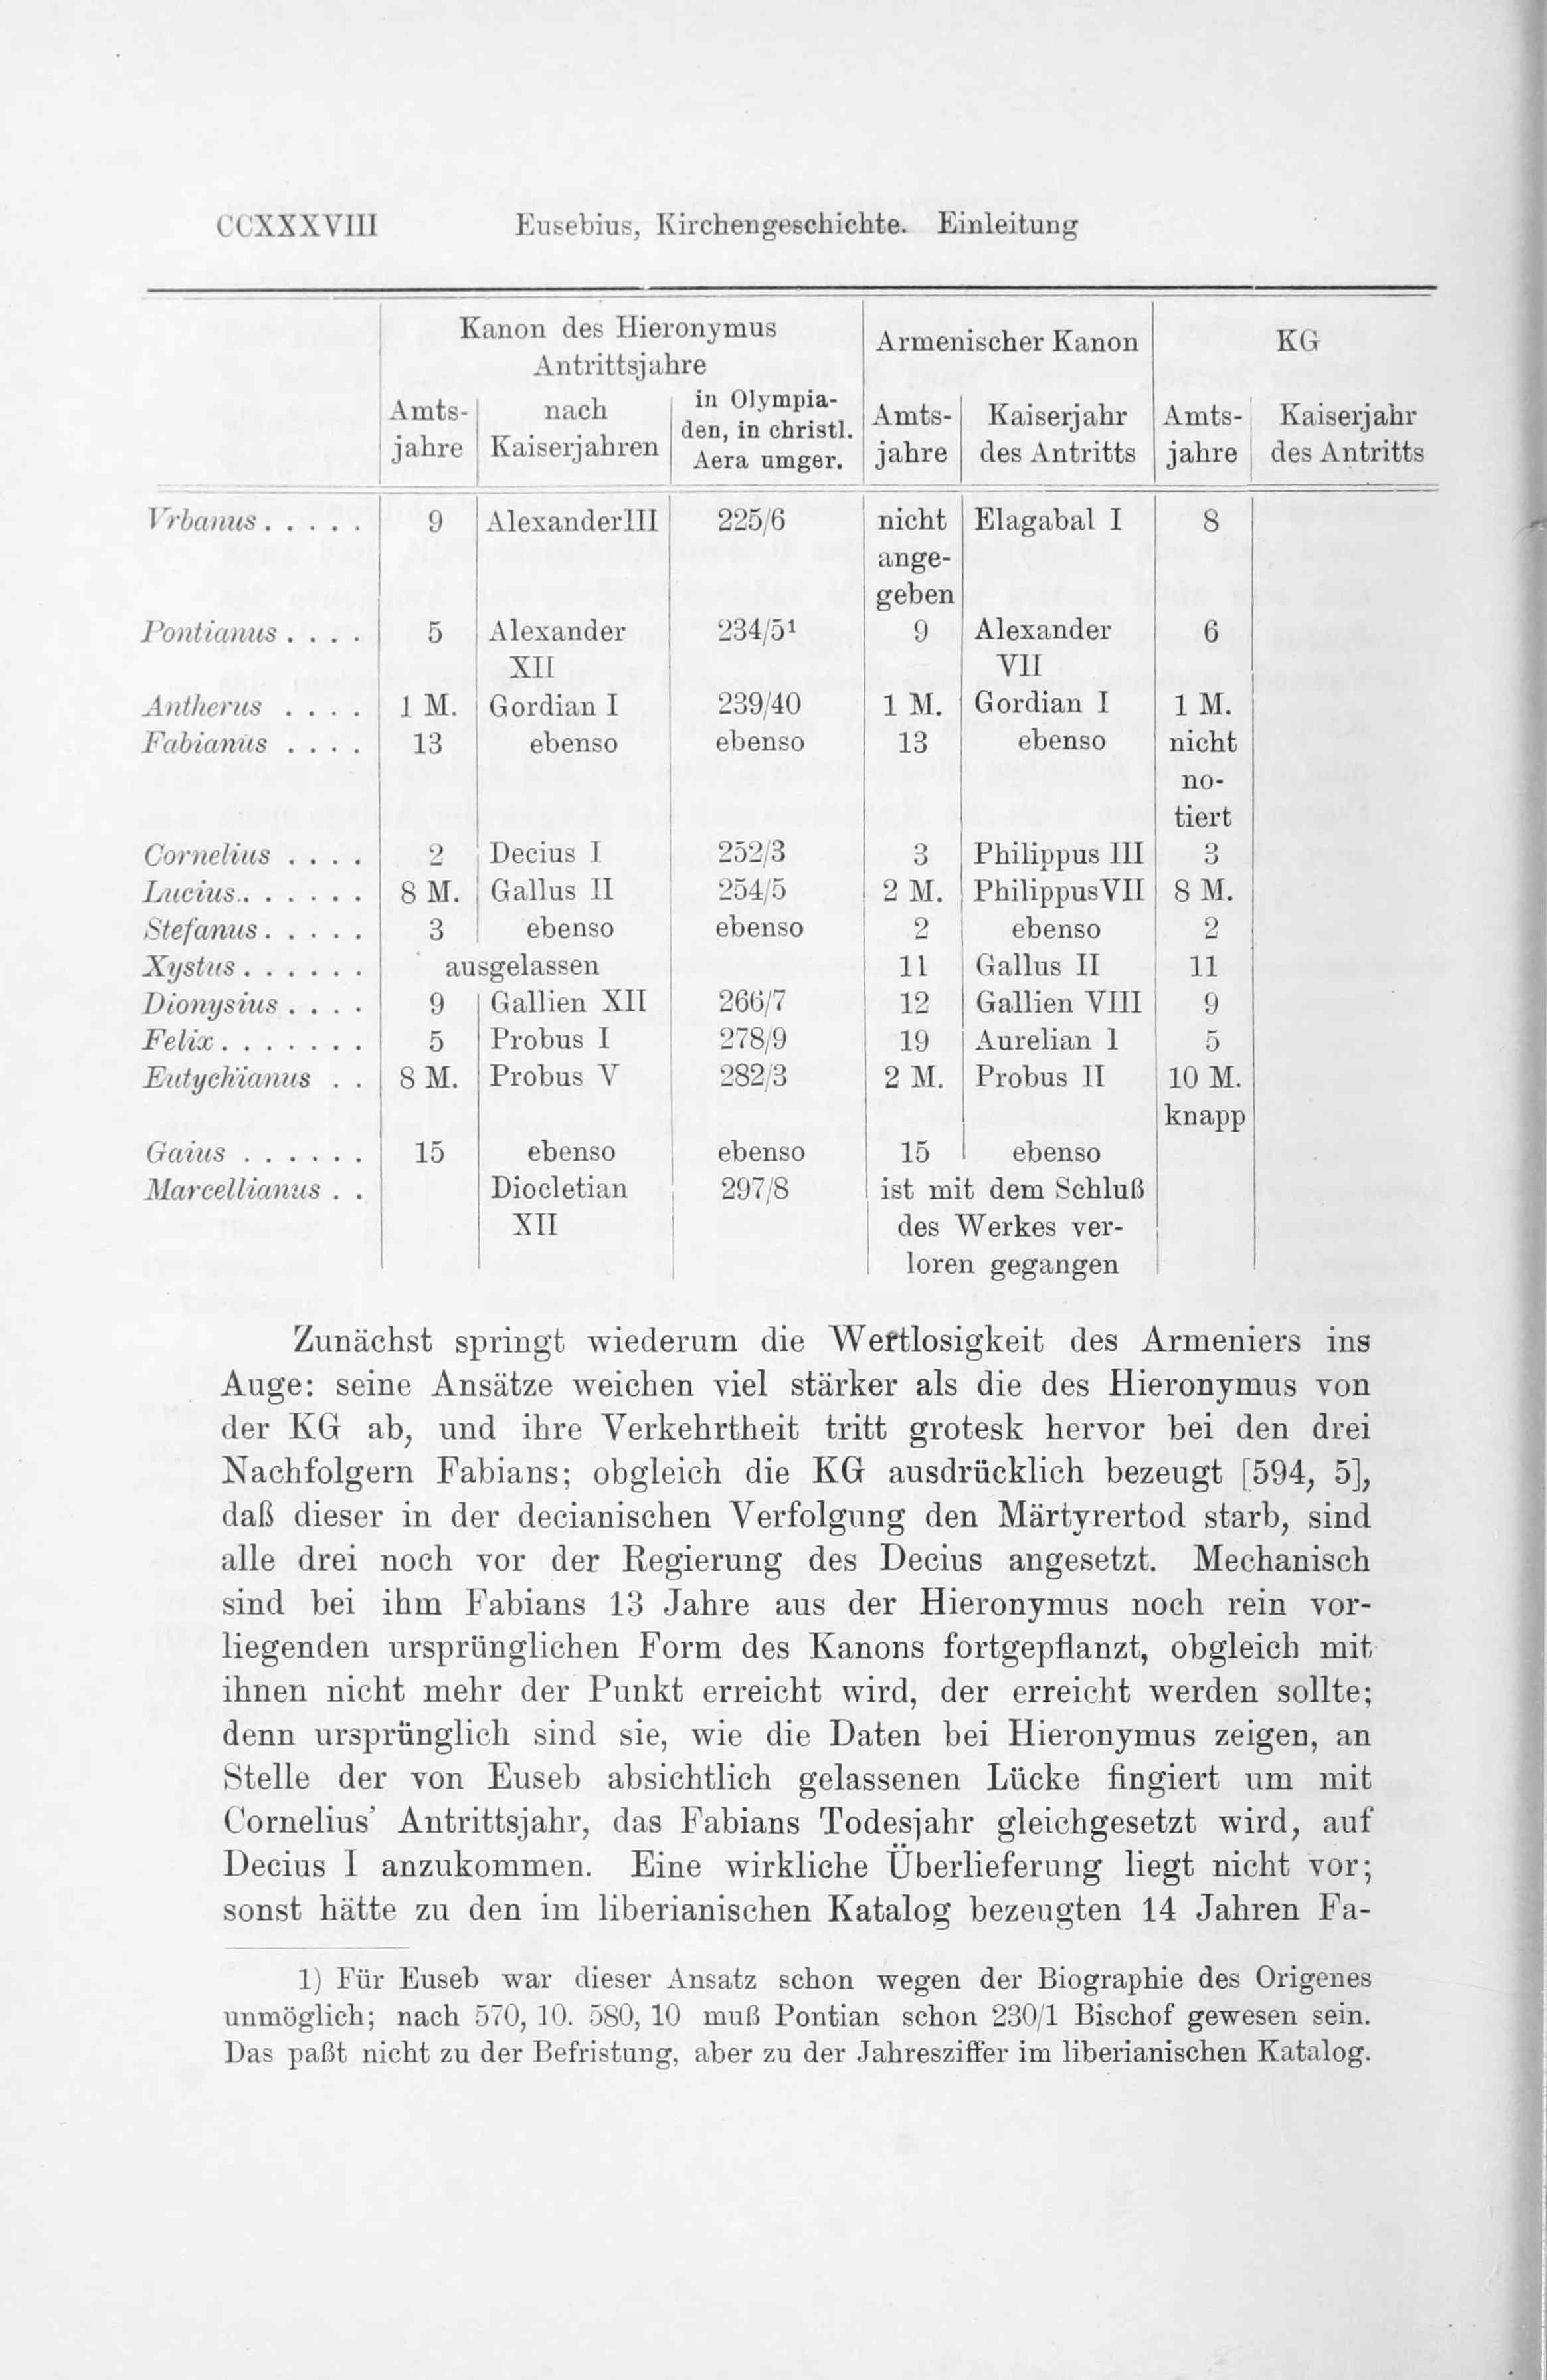 CCXXXVIII Eusebius, Kirchengeschichte. Einleitung
Kanon des Hieronymus Armenischer Kanon KG
Antrittsjahre
Amts- nach in Olympia- Amts- Kaiserjahr Amts- Kaiserjahr
jahre Kaiserjahren den, in christl. jahre des Antritts jahre des Antritts
Aera umger.
Vrbanus . . . . . 9 AlexanderIII 225/6 nicht Elagabal I 8
ange-
geben
Pontianus . . . . 5 Alexander 234/5¹ 9 Alexander 6
XII VII
Antherus . . . . 1 M. Gordian I 239/40 1 M. Gordian I 1 M.
Fabianus . . . . 13 ebenso ebenso 13 ebenso nicht
no-
tiert
Cornelius . . . . 2 Decius I 252/3 3 Philippus III 3
Lucius. . . . . . . 8 M. Gallus II 254/5 2 M. PhilippusVII 8 M.
Stefanus . . . . . 3 ebenso ebenso 2 ebenso 2
Xystus . . . . . . ausgelassen 11 Gallus II 11
Dionysius . . . . 9 Gallien XII 266/7 12 Gallien VIII 9
Felix . . . . . . . 5 Probus I 278/9 19 Aurelian 1 5
Eutychianus . . 8 M. Probus V 282/3 2 M. Probus II 10 M.
knapp
Gaius . . . . . . 15 ebenso ebenso 15 ebenso
Marcellianus . . Diocletian 297/8 ist mit dem Schluß
XII des Werkes ver-
loren gegangen
Zunächst springt wiederum die Wertlosigkeit des Armeniers ins
Auge: seine Ansätze weichen viel stärker als die des Hieronymus von
der KG ab, und ihre Verkehrtheit tritt grotesk hervor bei den drei
Nachfolgern Fabians; obgleich die KG ausdrücklich bezeugt [594, 5],
daß dieser in der decianischen Verfolgung den Märtyrertod starb, sind
alle drei noch vor der Regierung des Decius angesetzt. Mechanisch
sind bei ihm Fabians 13 Jahre aus der Hieronymus noch rein vor-
liegenden ursprünglichen Form des Kanons fortgepflanzt, obgleich mit
ihnen nicht mehr der Punkt erreicht wird, der erreicht werden sollte;
denn ursprünglich sind sie, wie die Daten bei Hieronymus zeigen, an
Stelle der von Euseb absichtlich gelassenen Lücke fingiert um mit
Cornelius’ Antrittsjahr, das Fabians Todesjahr gleichgesetzt wird, auf
Decius I anzukommen. Eine wirkliche Überlieferung liegt nicht vor;
sonst hätte zu den im liberianischen Katalog bezeugten 14 Jahren Fa-
1) Für Euseb war dieser Ansatz schon wegen der Biographie des Origenes
unmöglich; nach 570, 10. 580, 10 muß Pontian schon 230/1 Bischof gewesen sein.
Das paßt nicht zu der Befristung, aber zu der Jahresziffer im liberianischen Katalog.